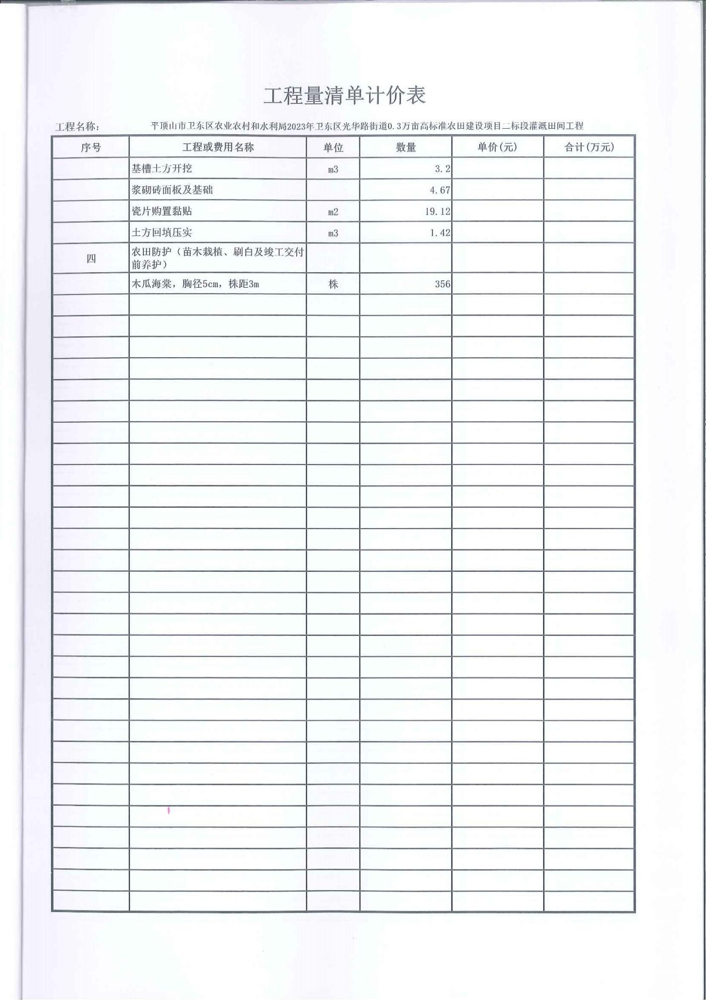 工程量清单计价表
工程名称： 平顶山市卫东区农业农村和水利局2023年卫东区光华路街道0.3万亩高标准农田建设项目二标段灌溉田间工程
序号 工程或费用名称 单位 数量 单价(元) 合计(万元)
基槽土方开挖 m3 3.2
浆砌砖面板及基础 4.67
瓷片购置黏贴 m2 19.12
土方回填压实 m3 1.42
四 农田防护（苗木栽植、刷白及竣工交付
前养护）
木瓜海棠，胸径5cm，株距3m 株 356